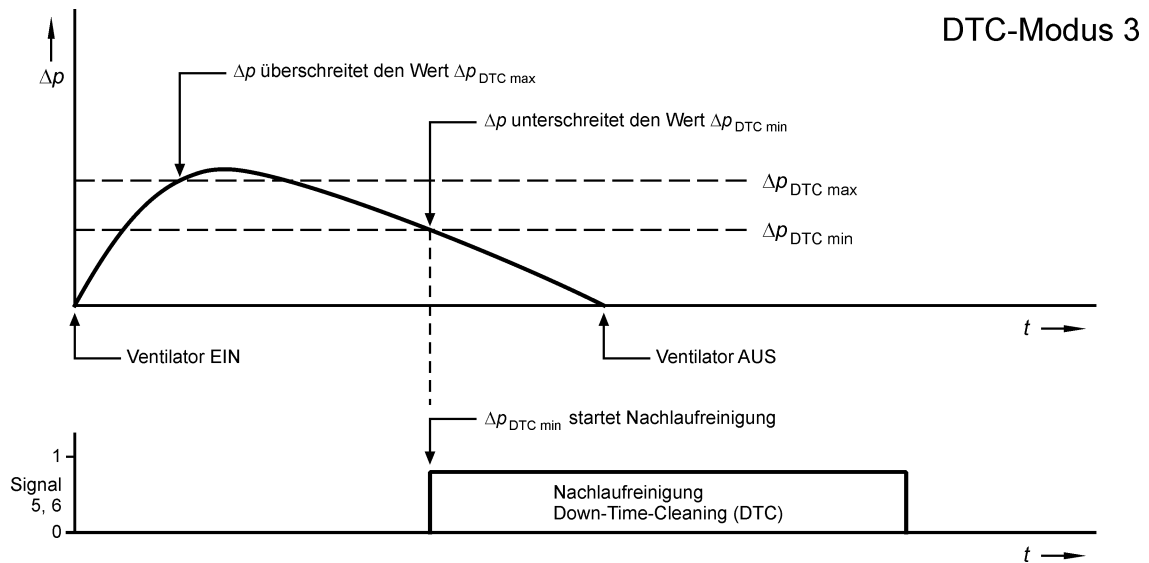 DTC-Modus 3
Δp
Δp überschreitet den Wert Δp DTC max
Δp unterschreitet den Wert Δp DTC min
Δp DTC max
Δp DTC min
t
Ventilator EIN
Ventilator AUS
Δp DTC min startet Nachlaufreinigung
1
Signal
5, 6
0
Nachlaufreinigung
Down-Time-Cleaning (DTC)
t